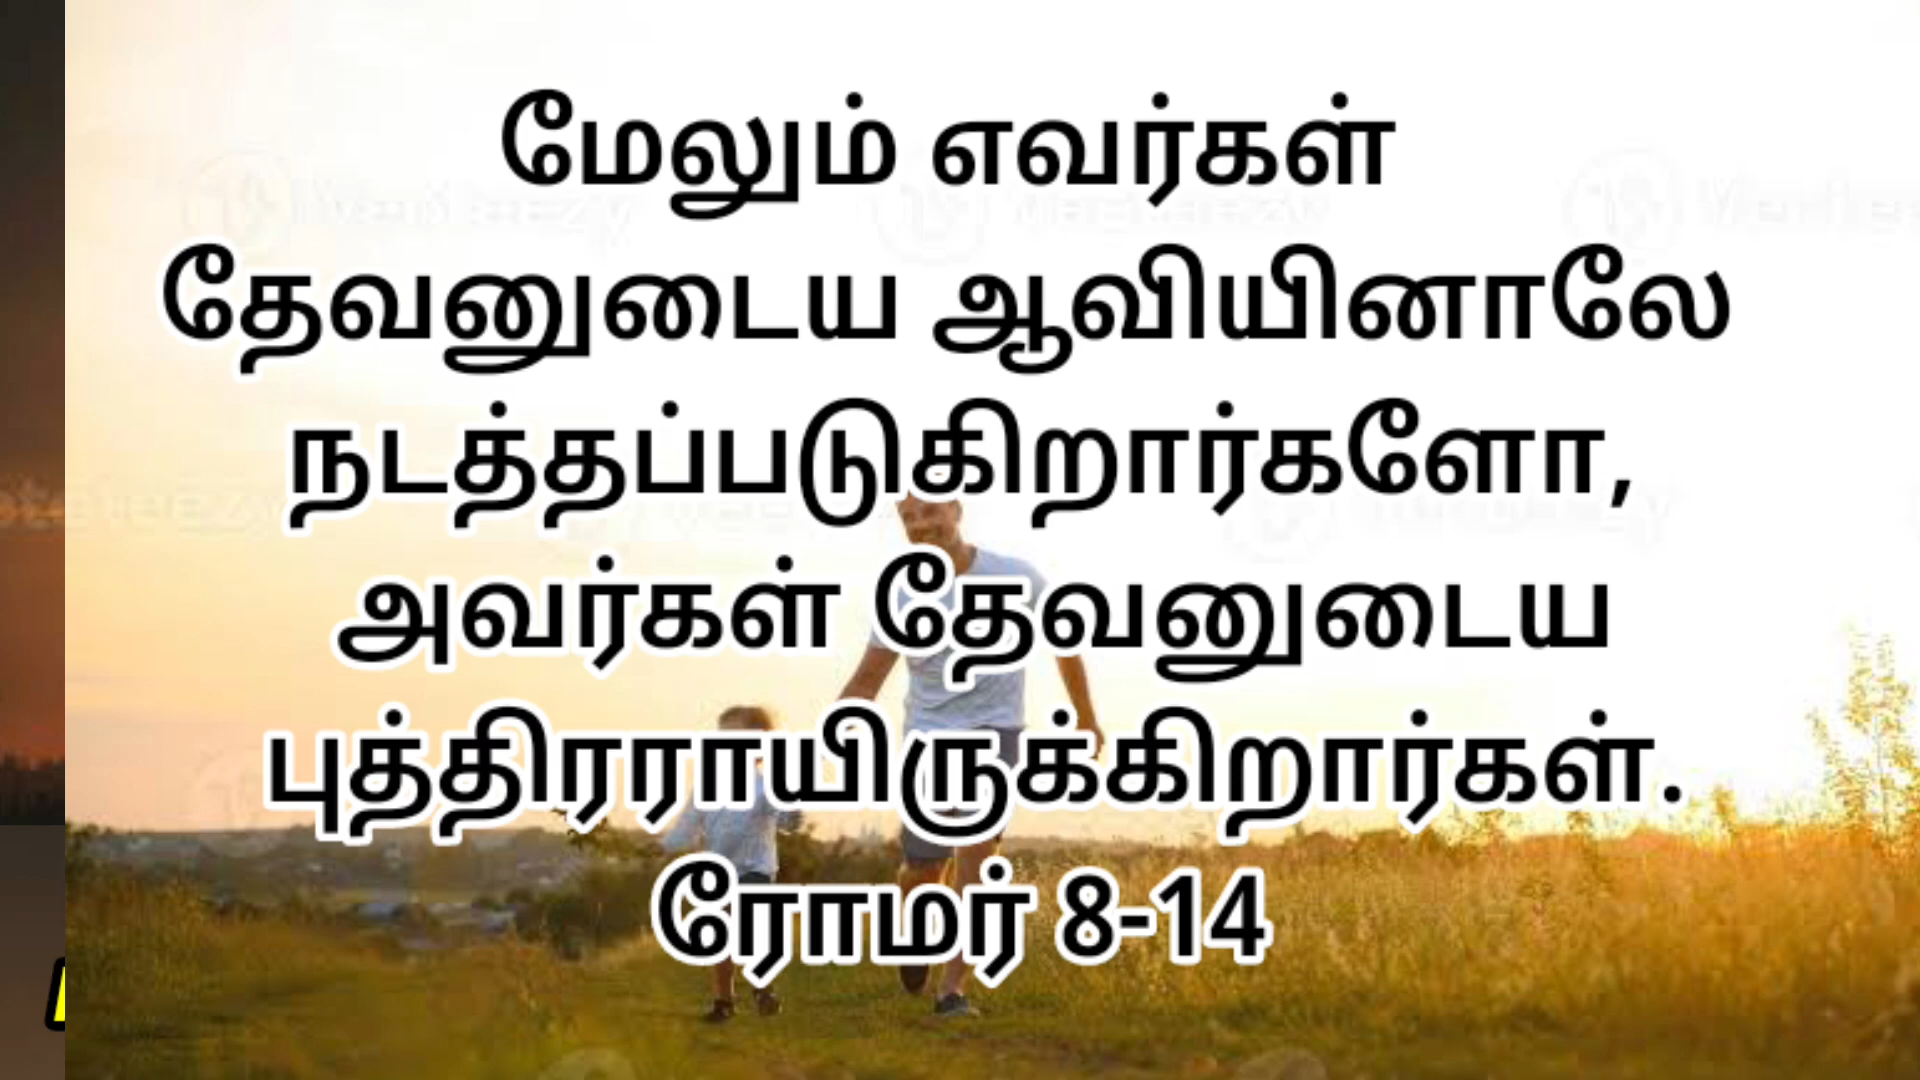 மேலும் எவர்கள்
தேவனுடைய ஆவியினாலே
நடத்தப்படுகிறார்களோ,
அவர்கள் தேவனுடைய
புத்திரராயிருக்கிறார்கள்.
ரோமர் 8-14